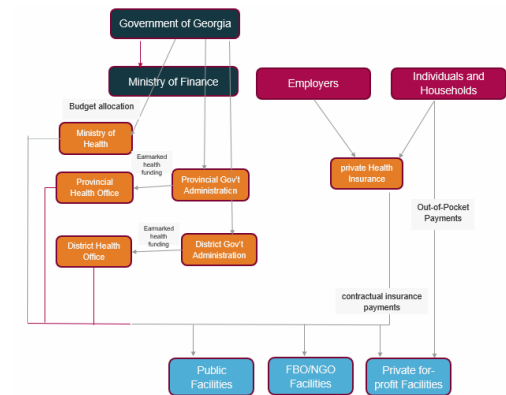 Government of Georgia
Ministry of Finance
Employers
Individuals and
Households
Budget allocation
Ministry of
Health
Earmarked
health
funding
Provincial
Health Office
Provincial Gov't
Administration
private Health
Insurance
Out-of-Pocket
Payments
Earmarked
health
funding
District Health
Office
District Gov't
Administration
contractual insurance
payments
Public
Facilities
FBO/NGO
Facilities
Private for-
profit Facilities